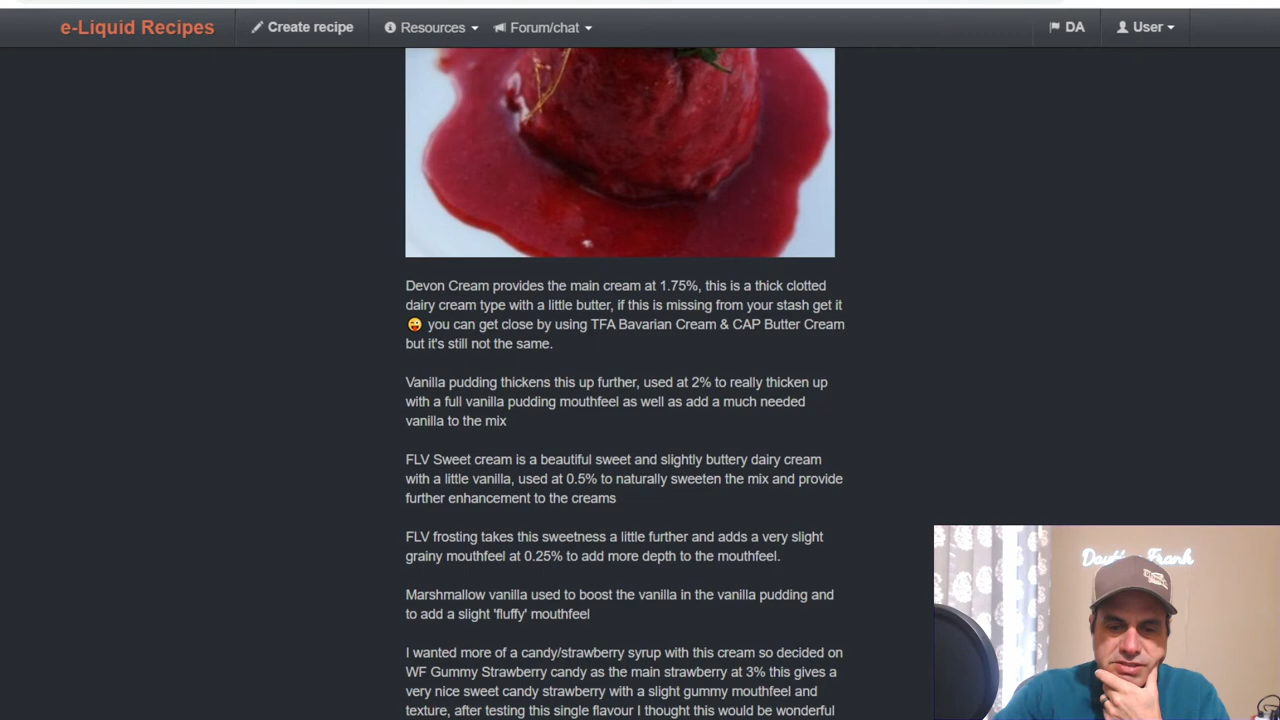 e-Liquid Recipes
Create recipe
Resources
Forum/chat
DA
User
Devon Cream provides the main cream at 1.75%, this is a thick clotted
dairy cream type with a little butter, if this is missing from your stash get it
😜 you can get close by using TFA Bavarian Cream & CAP Butter Cream
but it's still not the same.
Vanilla pudding thickens this up further, used at 2% to really thicken up
with a full vanilla pudding mouthfeel as well as add a much needed
vanilla to the mix
FLV Sweet cream is a beautiful sweet and slightly buttery dairy cream
with a little vanilla, used at 0.5% to naturally sweeten the mix and provide
further enhancement to the creams
FLV frosting takes this sweetness a little further and adds a very slight
grainy mouthfeel at 0.25% to add more depth to the mouthfeel.
Marshmallow vanilla used to boost the vanilla in the vanilla pudding and
to add a slight 'fluffy' mouthfeel
I wanted more of a candy/strawberry syrup with this cream so decided on
WF Gummy Strawberry candy as the main strawberry at 3% this gives a
very nice sweet candy strawberry with a slight gummy mouthfeel and
texture, after testing this single flavour I thought this would be wonderful